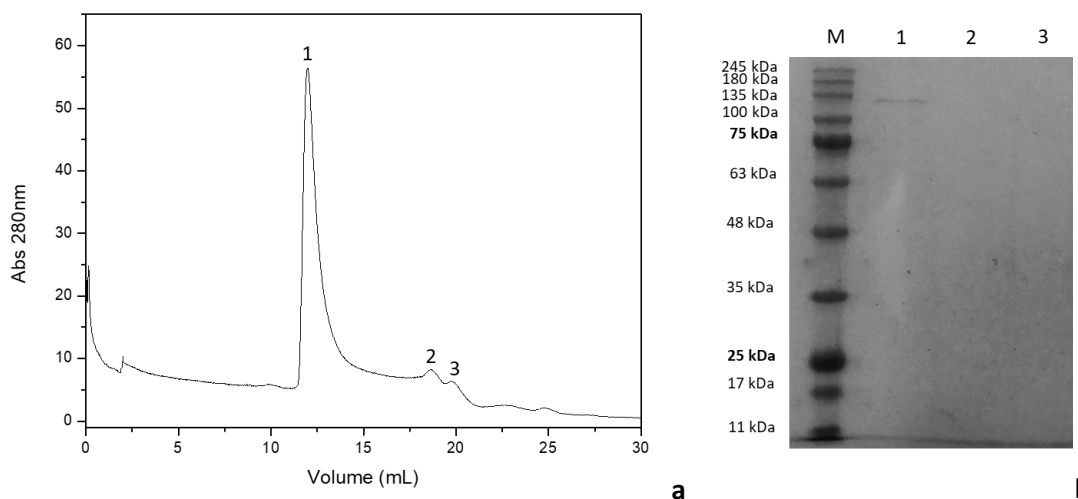 60
50
40
30
20
10
0
Abs 280nm
0 5 10 15 20 25 30
Volume (mL)
1
2
3
a
M 1 2 3
245 kDa
180 kDa
135 kDa
100 kDa
75 kDa
63 kDa
48 kDa
35 kDa
25 kDa
17 kDa
11 kDa